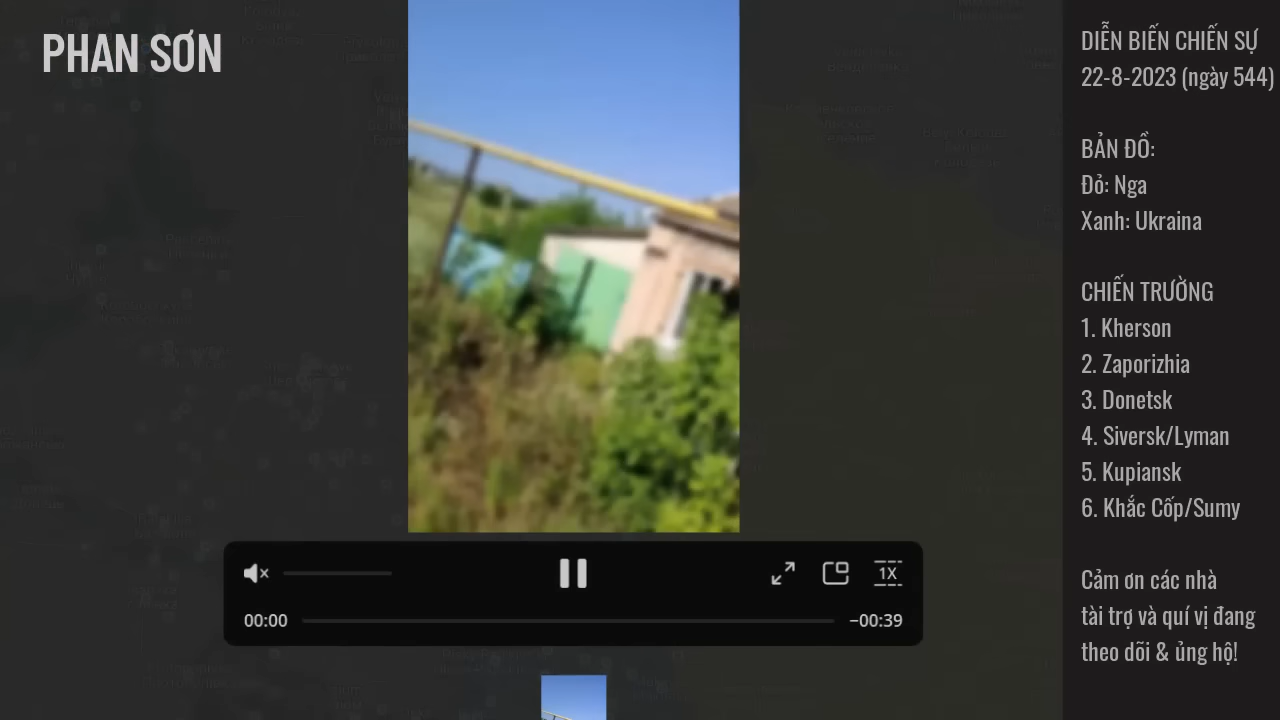 PHAN SƠN
DIỄN BIẾN CHIẾN SỰ
22-8-2023 (ngày 544)
BẢN ĐỒ:
Đỏ: Nga
Xanh: Ukraina
CHIẾN TRƯỜNG
1. Kherson
2. Zaporizhia
3. Donetsk
4. Siversk/Lyman
5. Kupiansk
6. Khắc Cốp/Sumy
Cảm ơn các nhà
tài trợ và quí vị đang
theo dõi & ủng hộ!
1X
00:00
−00:39